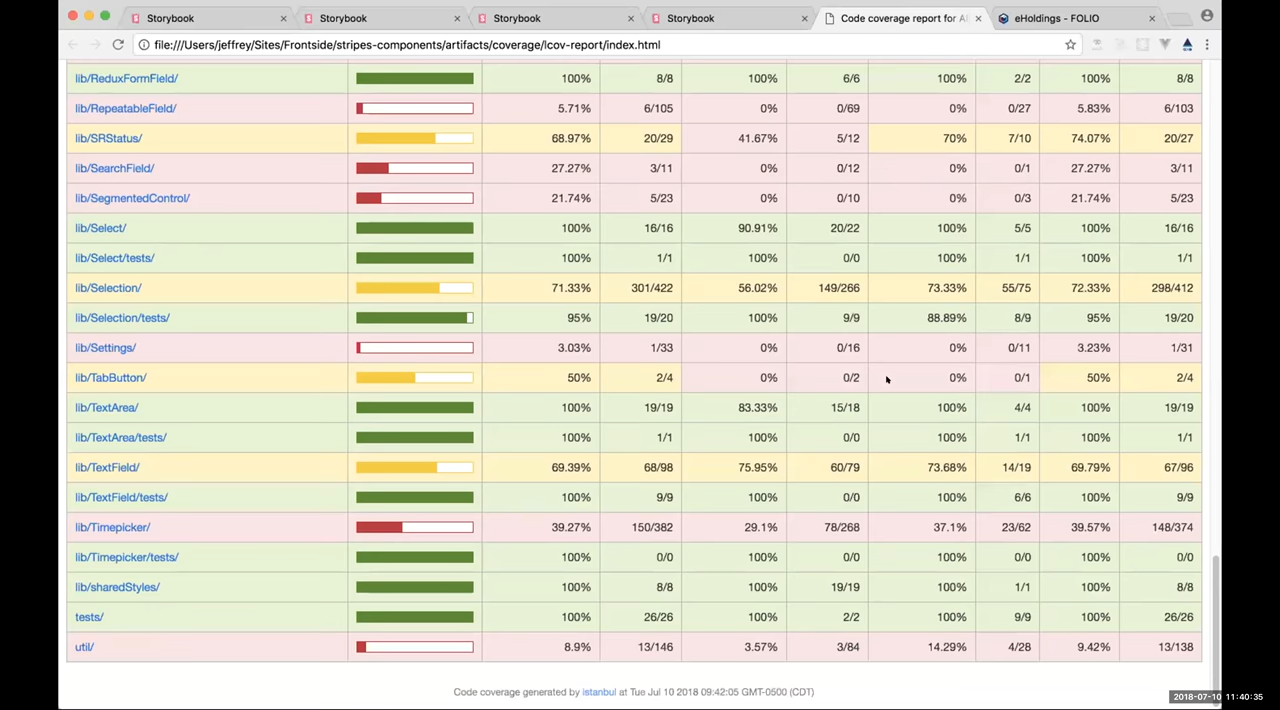 Storybook Storybook Storybook Storybook Code coverage report for Al eHoldings - FOLIO
file:///Users/jeffrey/Sites/Frontside/stripes-components/artifacts/coverage/lcov-report/index.html
lib/ReduxFormField/ 100% 8/8 100% 6/6 100% 2/2 100% 8/8
lib/RepeatableField/ 5.71% 6/105 0% 0/69 0% 0/27 5.83% 6/103
lib/SRStatus/ 68.97% 20/29 41.67% 5/12 70% 7/10 74.07% 20/27
lib/SearchField/ 27.27% 3/11 0% 0/12 0% 0/1 27.27% 3/11
lib/SegmentedControl/ 21.74% 5/23 0% 0/10 0% 0/3 21.74% 5/23
lib/Select/ 100% 16/16 90.91% 20/22 100% 5/5 100% 16/16
lib/Select/tests/ 100% 1/1 100% 0/0 100% 1/1 100% 1/1
lib/Selection/ 71.33% 301/422 56.02% 149/266 73.33% 55/75 72.33% 298/412
lib/Selection/tests/ 95% 19/20 100% 9/9 88.89% 8/9 95% 19/20
lib/Settings/ 3.03% 1/33 0% 0/16 0% 0/11 3.23% 1/31
lib/TabButton/ 50% 2/4 0% 0/2 0% 0/1 50% 2/4
lib/TextArea/ 100% 19/19 83.33% 15/18 100% 4/4 100% 19/19
lib/TextArea/tests/ 100% 1/1 100% 0/0 100% 1/1 100% 1/1
lib/TextField/ 69.39% 68/98 75.95% 60/79 73.68% 14/19 69.79% 67/96
lib/TextField/tests/ 100% 9/9 100% 0/0 100% 6/6 100% 9/9
lib/Timepicker/ 39.27% 150/382 29.1% 78/268 37.1% 23/62 39.57% 148/374
lib/Timepicker/tests/ 100% 0/0 100% 0/0 100% 0/0 100% 0/0
lib/sharedStyles/ 100% 8/8 100% 19/19 100% 1/1 100% 8/8
tests/ 100% 26/26 100% 2/2 100% 9/9 100% 26/26
util/ 8.9% 13/146 3.57% 3/84 14.29% 4/28 9.42% 13/138
Code coverage generated by istanbul at Tue Jul 10 2018 09:42:05 GMT-0500 (CDT)
2018-07-10 11:40:35